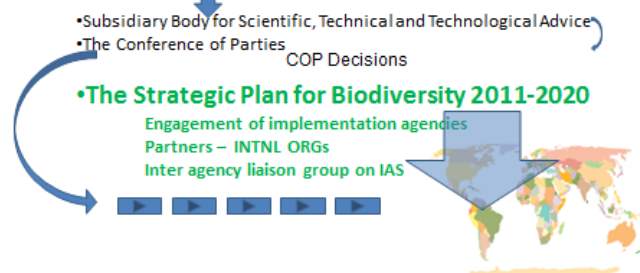 •Subsidiary Body for Scientific, Technical and Technological Advice
•The Conference of Parties
COP Decisions
•The Strategic Plan for Biodiversity 2011-2020
Engagement of implementation agencies
Partners – INTNL ORGs
Inter agency liaison group on IAS